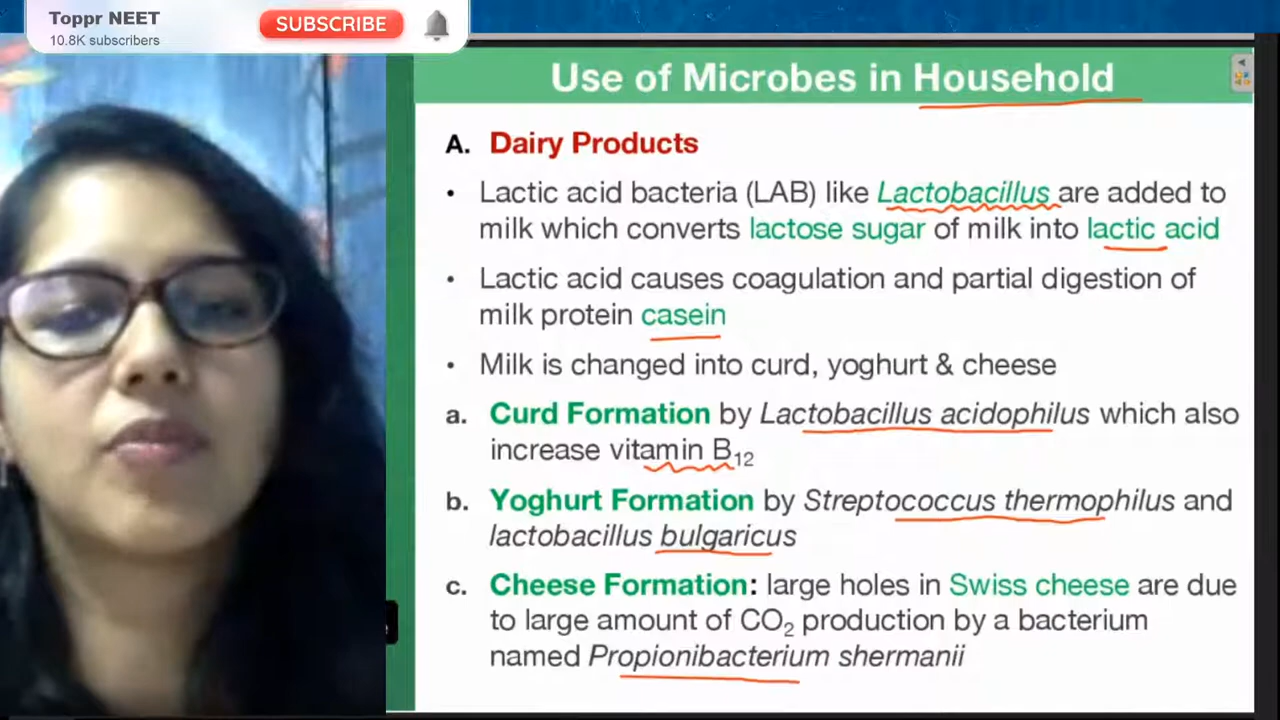 Toppr NEET
10.8K subscribers
SUBSCRIBE
Use of Microbes in Household
A. Dairy Products
• Lactic acid bacteria (LAB) like Lactobacillus are added to
milk which converts lactose sugar of milk into lactic acid
• Lactic acid causes coagulation and partial digestion of
milk protein casein
• Milk is changed into curd, yoghurt & cheese
a. Curd Formation by Lactobacillus acidophilus which also
increase vitamin B₁₂
b. Yoghurt Formation by Streptococcus thermophilus and
lactobacillus bulgaricus
c. Cheese Formation: large holes in Swiss cheese are due
to large amount of CO₂ production by a bacterium
named Propionibacterium shermanii